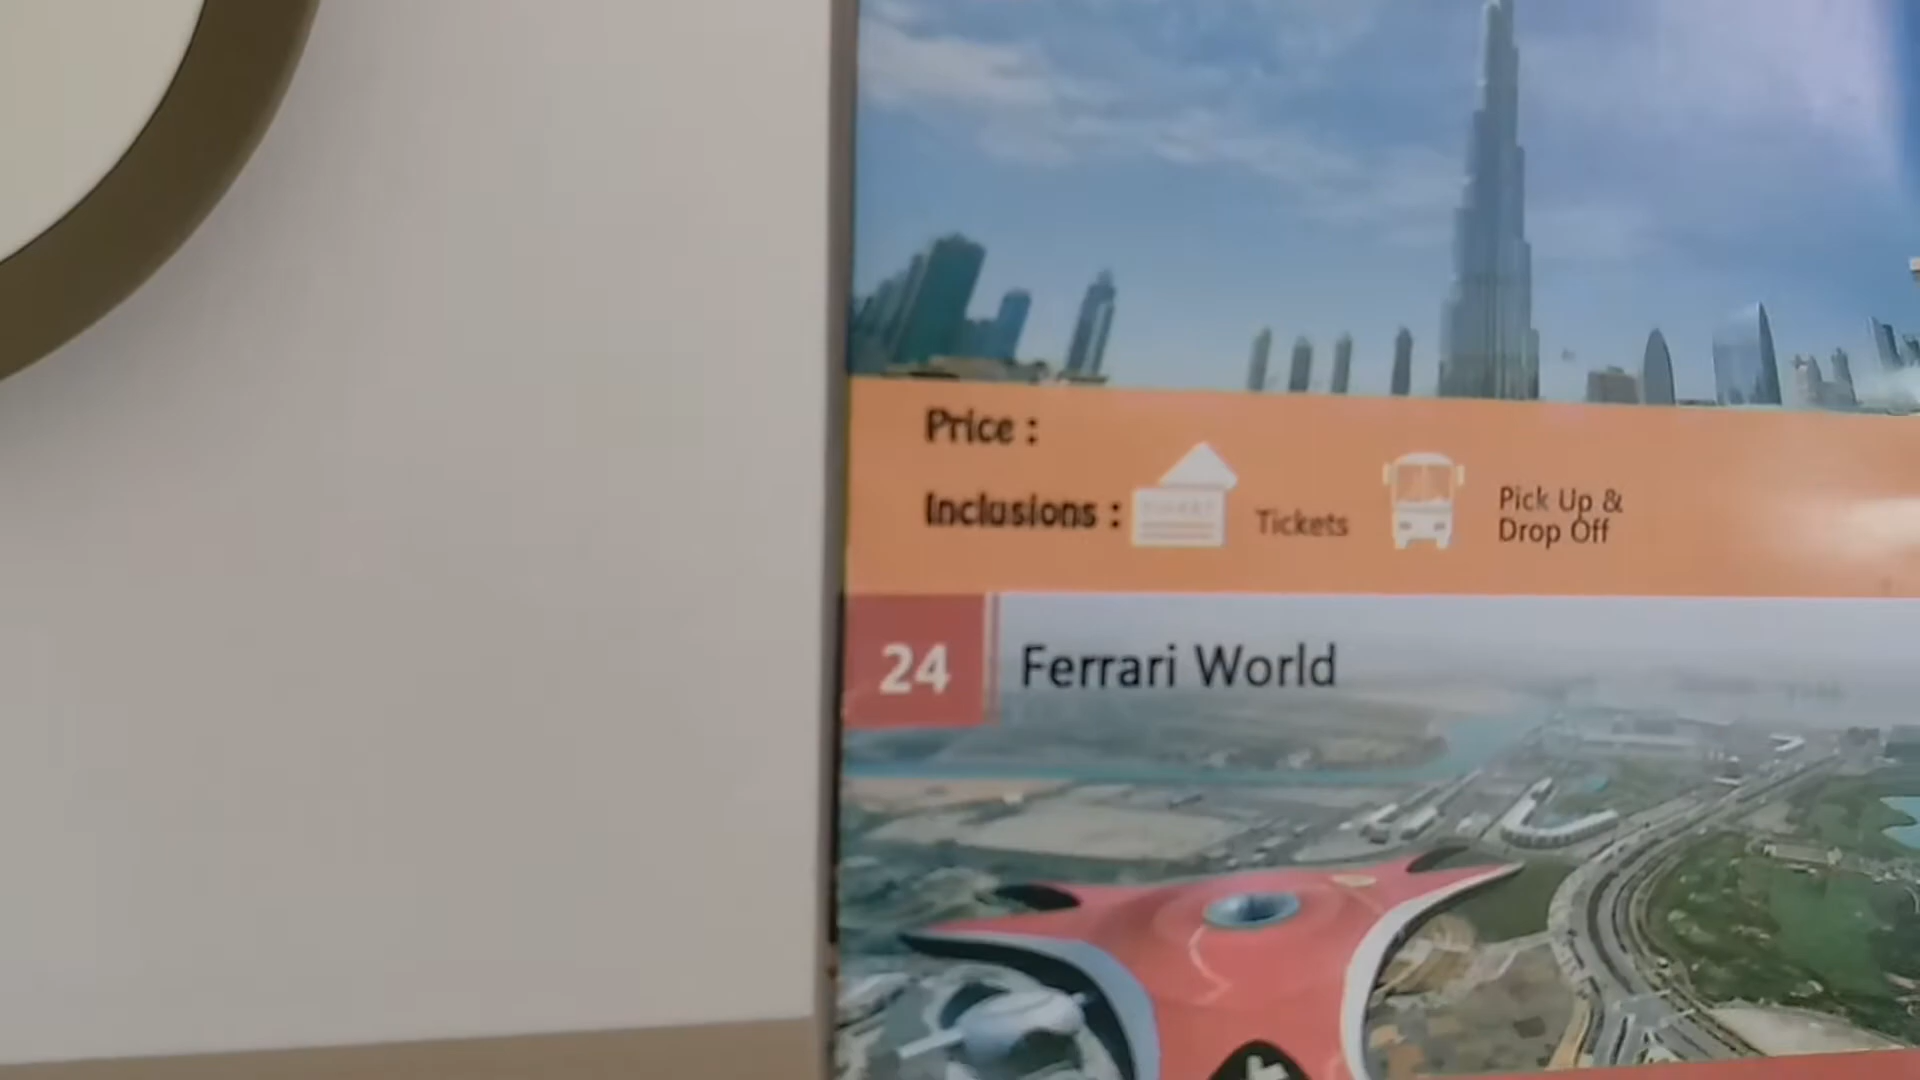 Price :
Inclusions :
Tickets
Pick Up &
Drop Off
24
Ferrari World